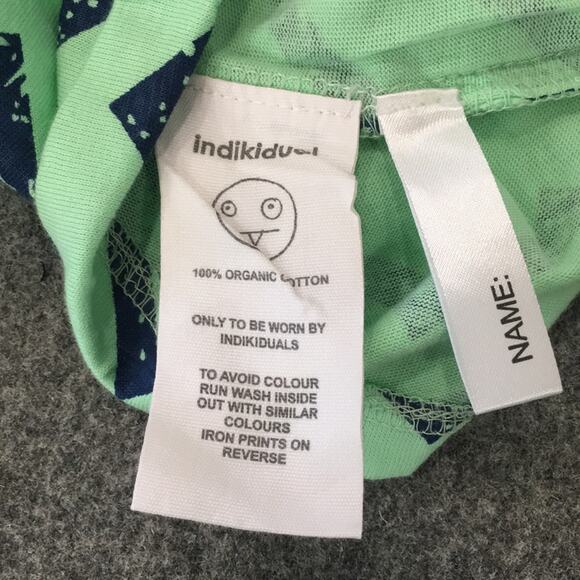 indikidual
100% ORGANIC COTTON
ONLY TO BE WORN BY
INDIKIDUALS
TO AVOID COLOUR
RUN WASH INSIDE
OUT WITH SIMILAR
COLOURS
IRON PRINTS ON
REVERSE
NAME: